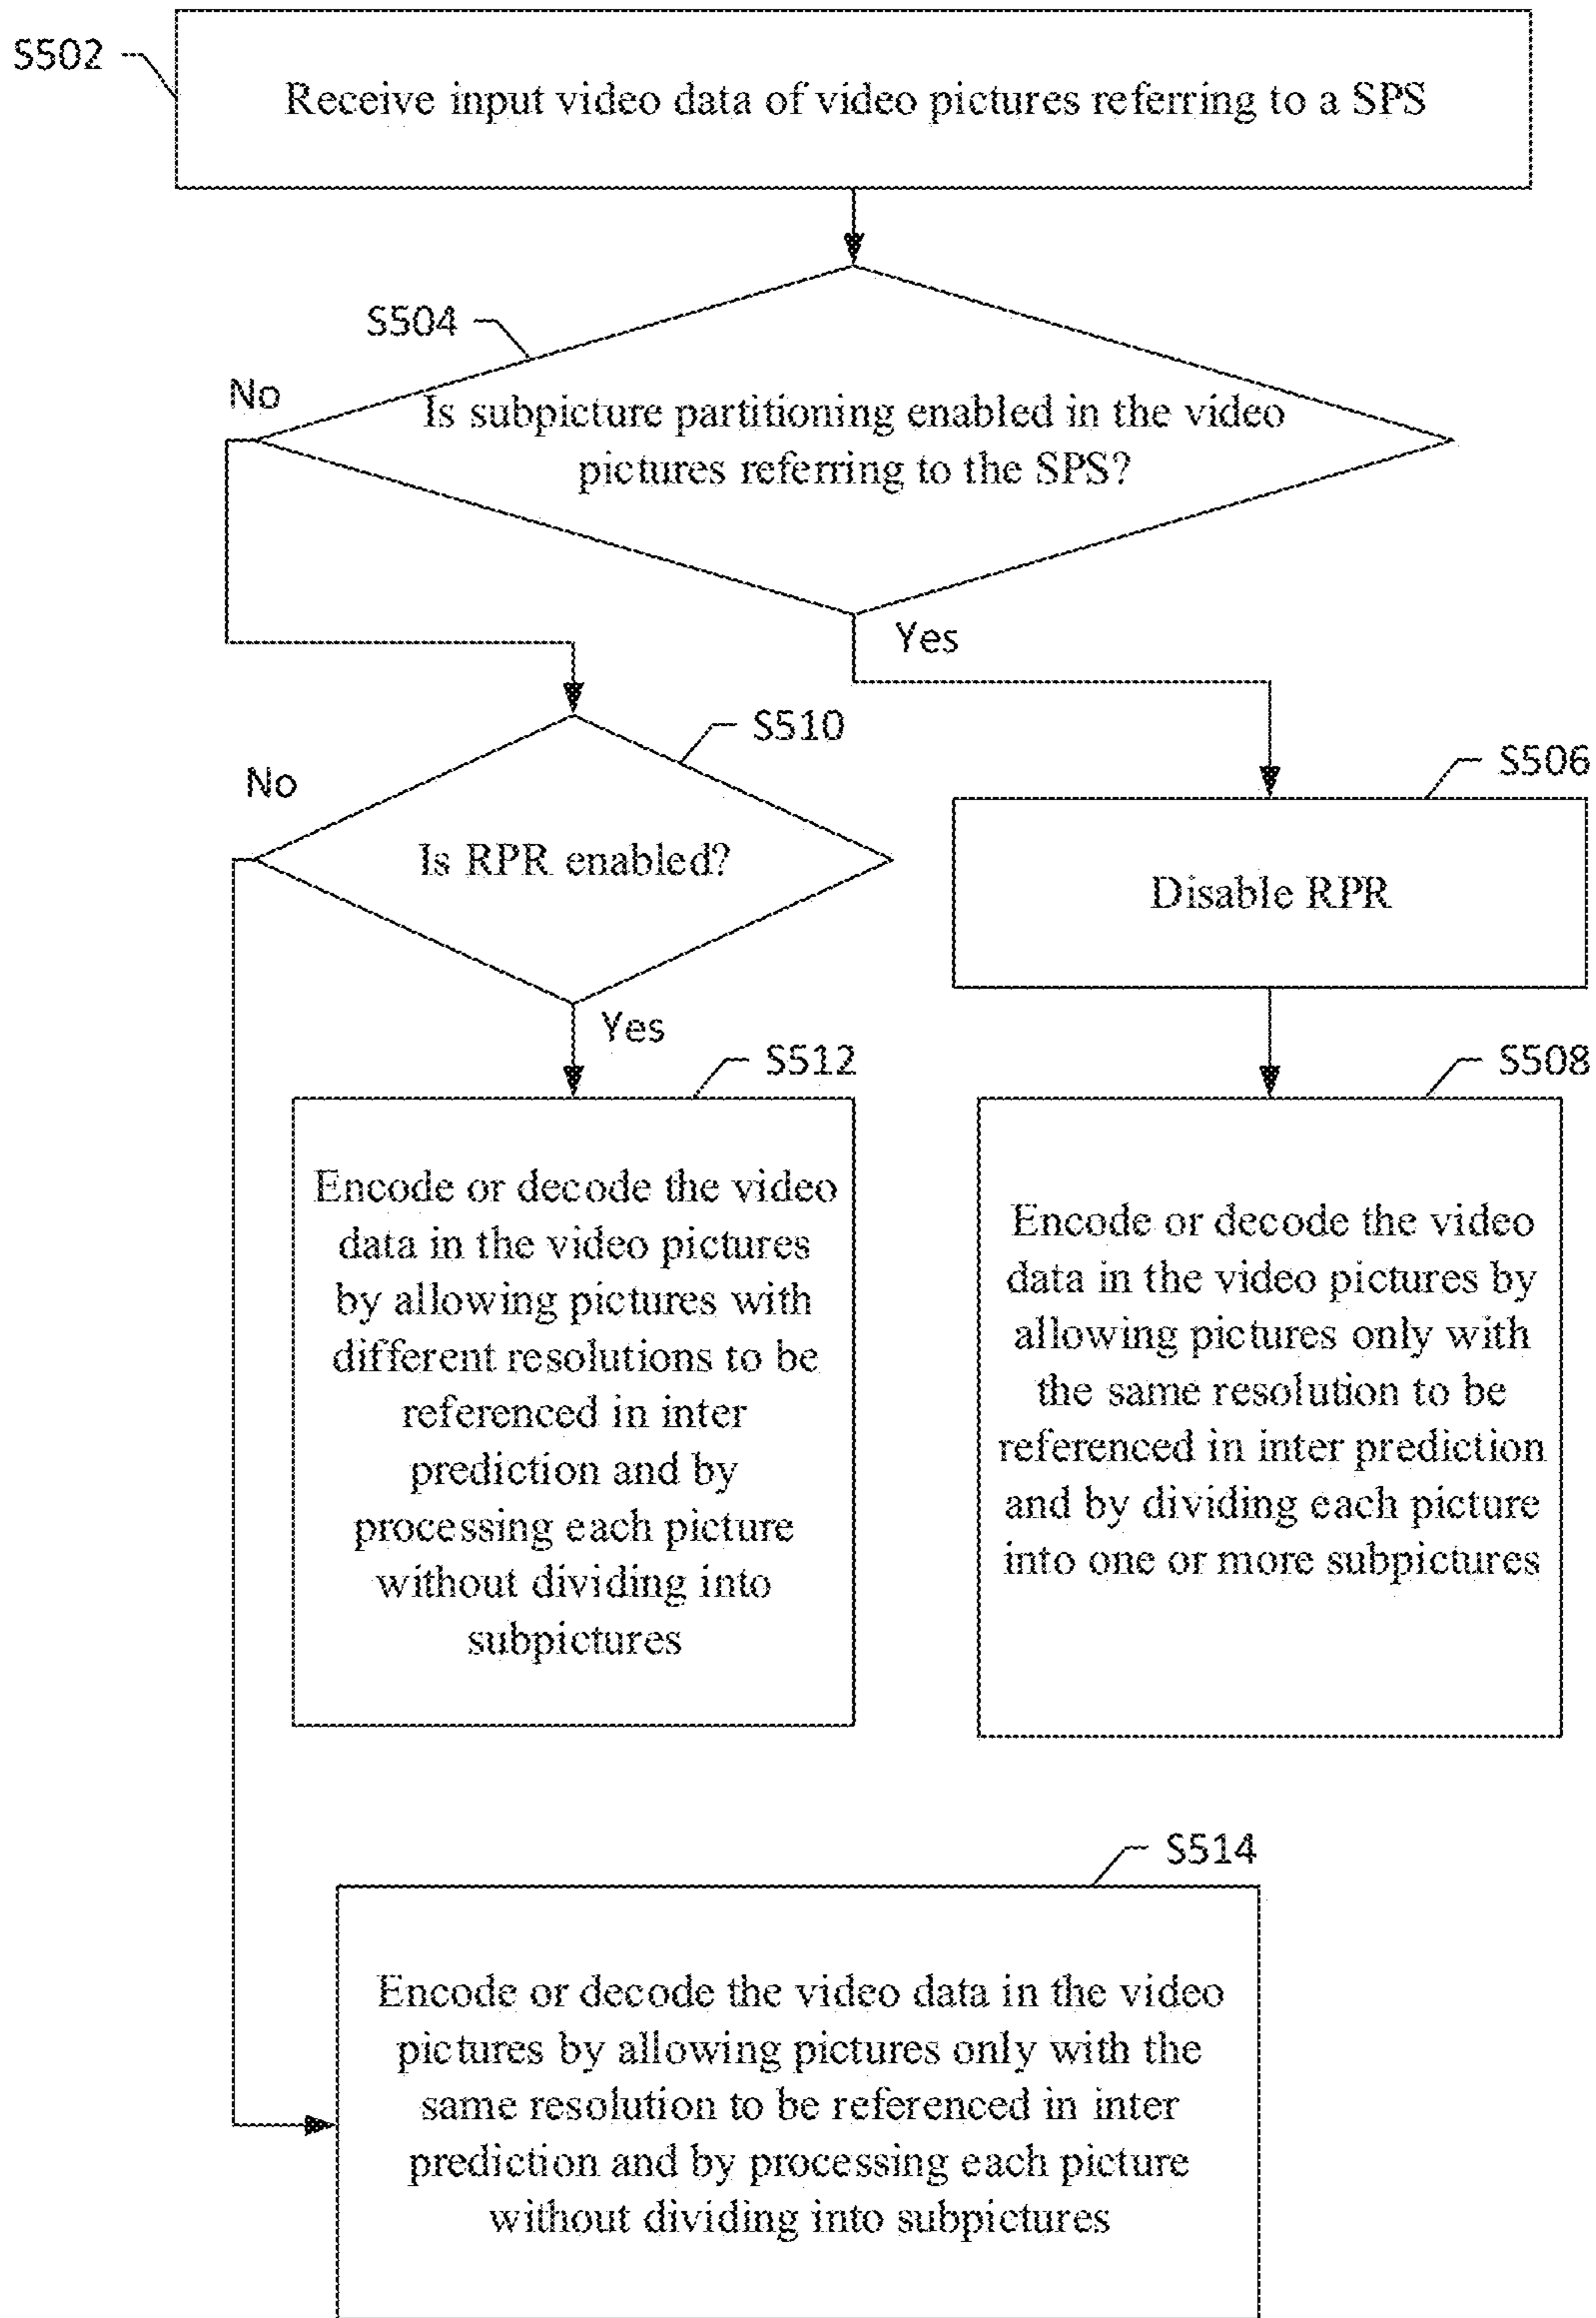 S502
Receive input video data of video pictures referring to a SPS
S504
No
Is subpicture partitioning enabled in the video
pictures referring to the SPS?
Yes
S510
No
Is RPR enabled?
S506
Disable RPR
Yes
S512
Encode or decode the video
data in the video pictures
by allowing pictures with
different resolutions to be
referenced in inter
prediction and by
processing each picture
without dividing into
subpictures
S508
Encode or decode the video
data in the video pictures by
allowing pictures only with
the same resolution to be
referenced in inter prediction
and by dividing each picture
into one or more subpictures
S514
Encode or decode the video data in the video
pictures by allowing pictures only with the
same resolution to be referenced in inter
prediction and by processing each picture
without dividing into subpictures